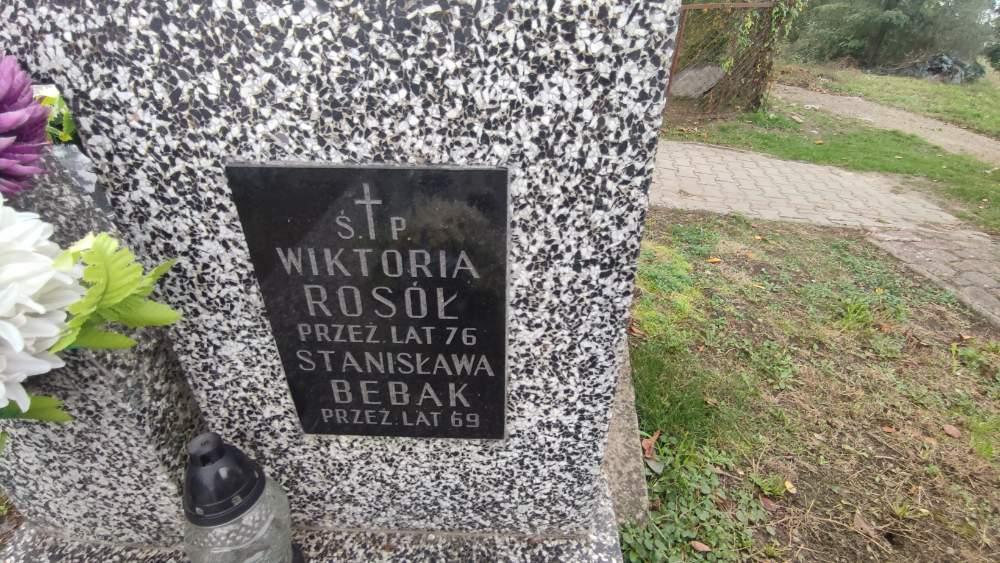 Ś.P.
WIKTORIA
ROSÓŁ
PRZEŻ. LAT 76
STANISŁAWA
BEBAK
PRZEŻ. LAT 69